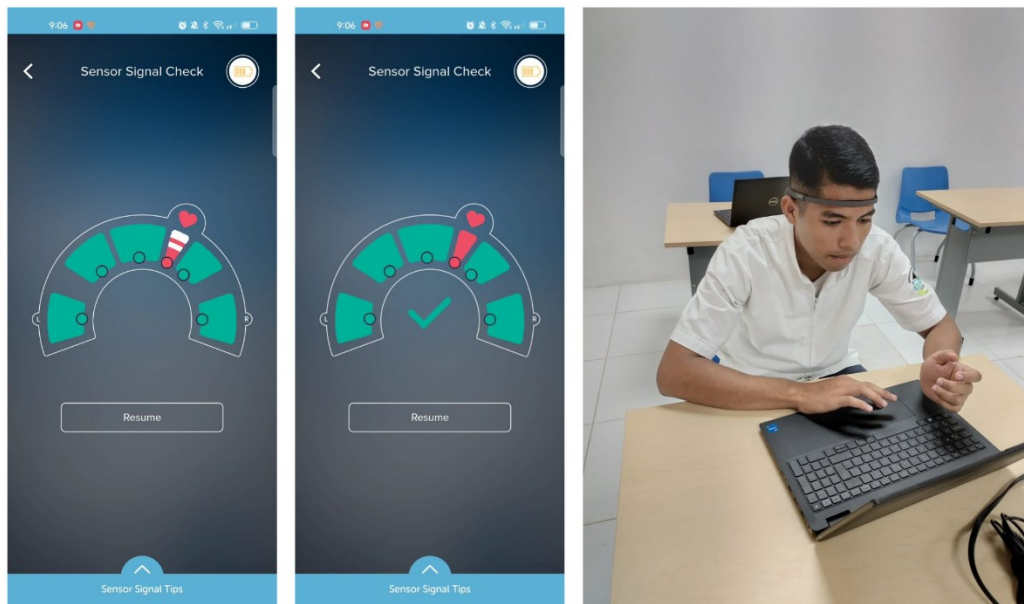 9:06
Sensor Signal Check
L
R
Resume
Sensor Signal Tips
9:06
Sensor Signal Check
L
R
Resume
Sensor Signal Tips
DELL